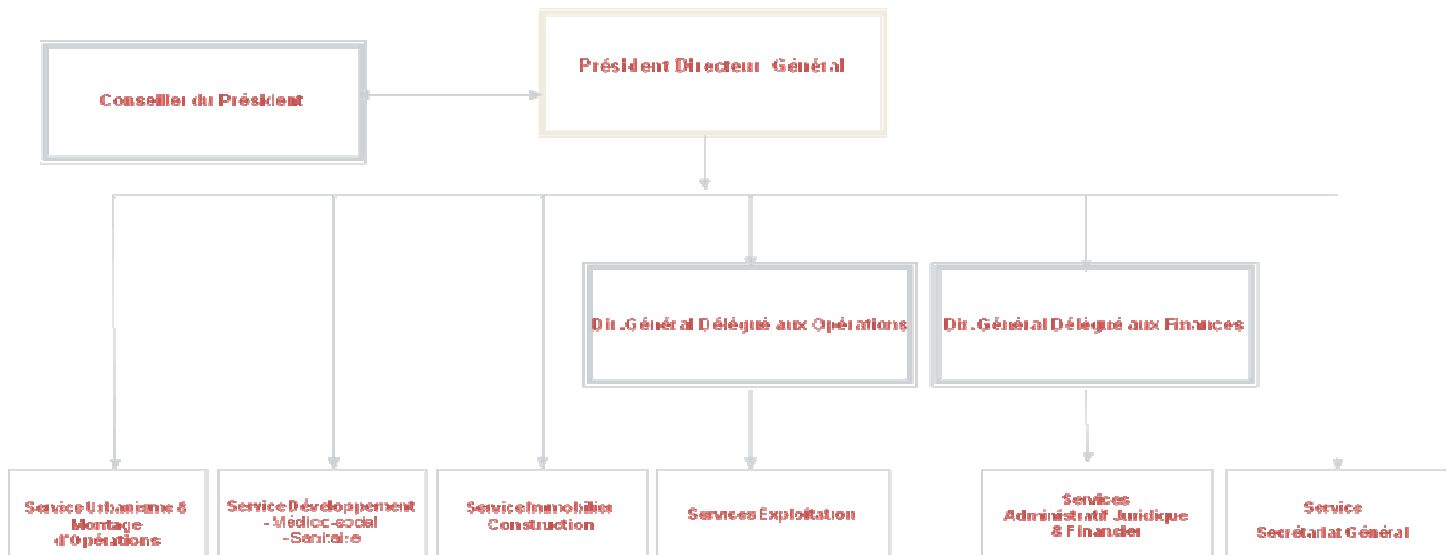 Président Directeur Général
Conseiller du Président
Dir.Général Délégué aux Opérations
Dir.Général Délégué aux Finances
Service Urbanisme &
Montage
d'Opérations
Service Développement
- Médico-social
- Sanitaire
Service Immobilier
Construction
Services Exploitation
Services
Administratif Juridique
& Financier
Service
Secrétariat Général